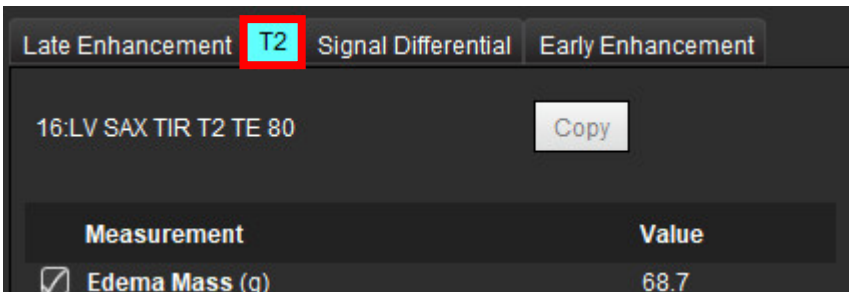 Late Enhancement T2 Signal Differential Early Enhancement
16:LV SAX TIR T2 TE 80 Copy
Measurement Value
Edema Mass (g) 68.7